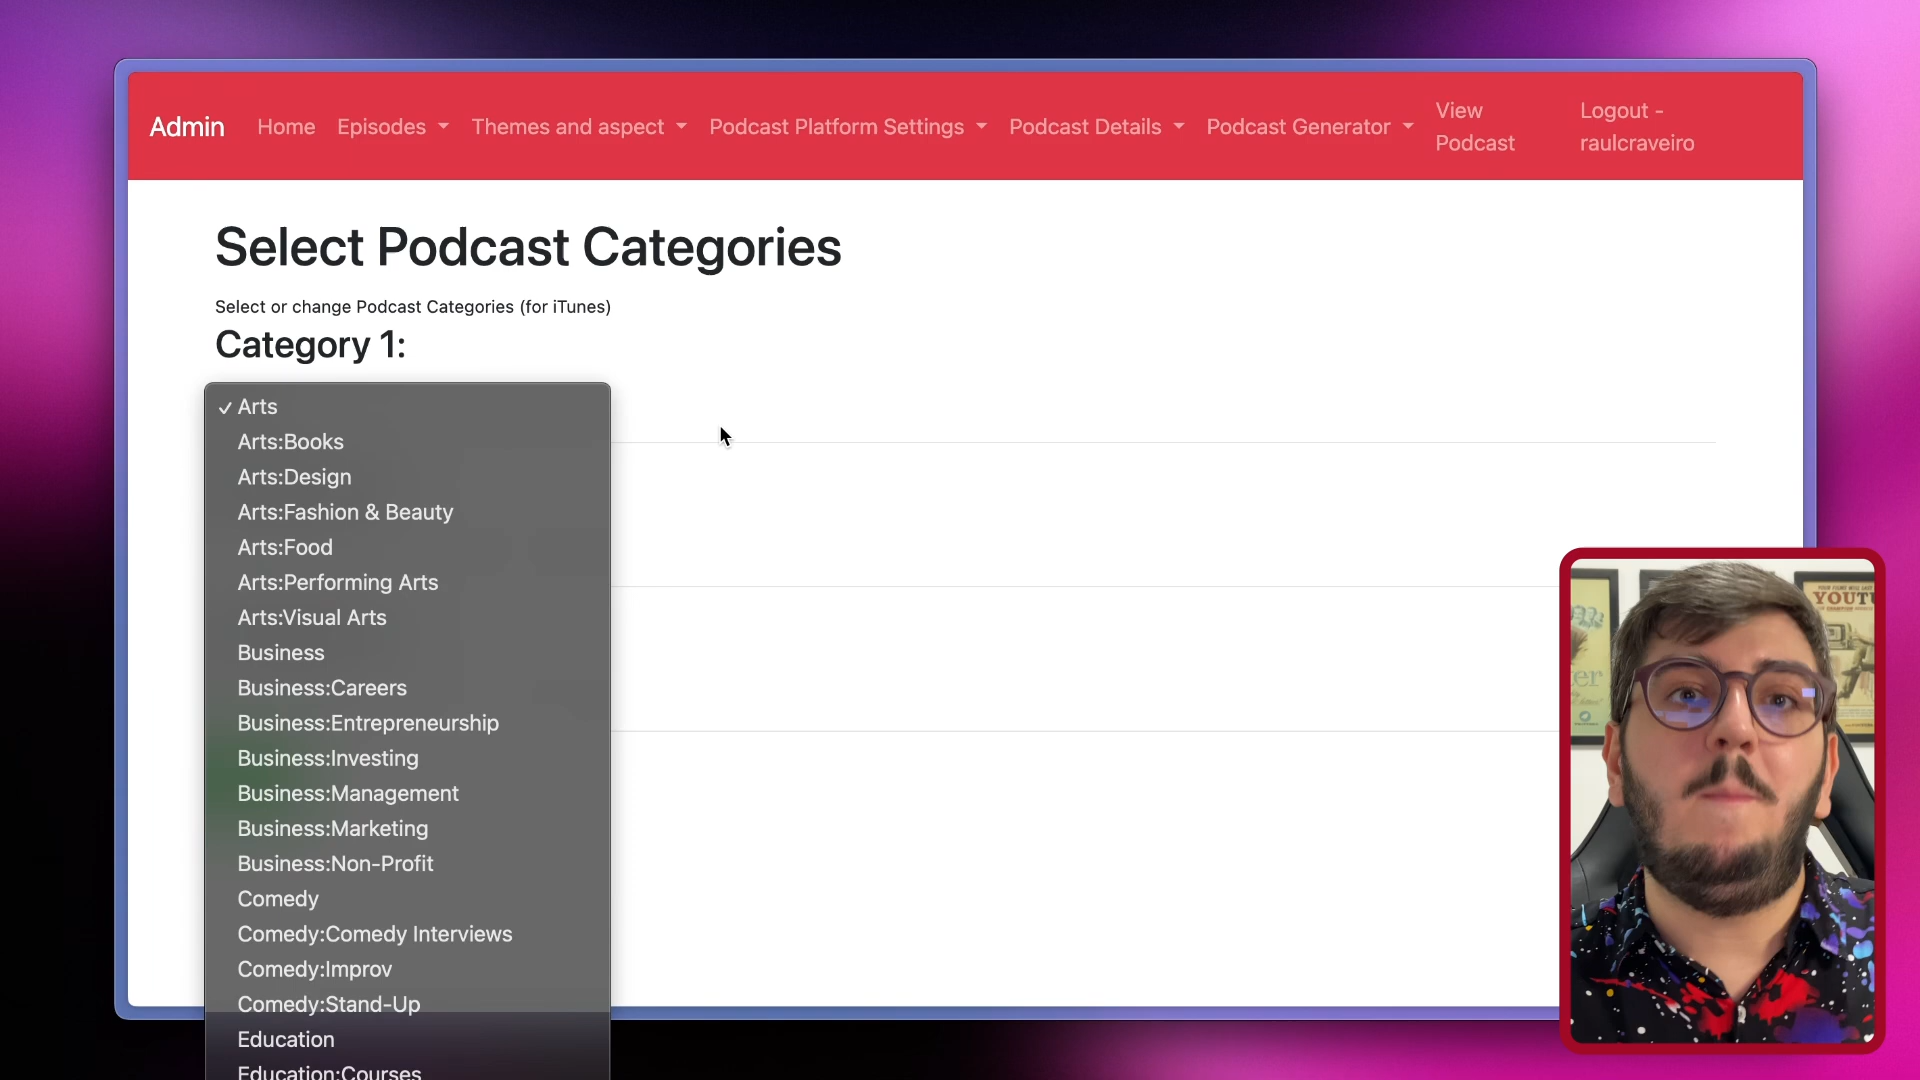 Admin
Home
Episodes
Themes and aspect
Podcast Platform Settings
Podcast Details
Podcast Generator
View
Podcast
Logout -
raulcraveiro
Select Podcast Categories
Select or change Podcast Categories (for iTunes)
Category 1:
✓ Arts
Arts:Books
Arts:Design
Arts:Fashion & Beauty
Arts:Food
Arts:Performing Arts
Arts:Visual Arts
Business
Business:Careers
Business:Entrepreneurship
Business:Investing
Business:Management
Business:Marketing
Business:Non-Profit
Comedy
Comedy:Comedy Interviews
Comedy:Improv
Comedy:Stand-Up
Education
Education:Courses